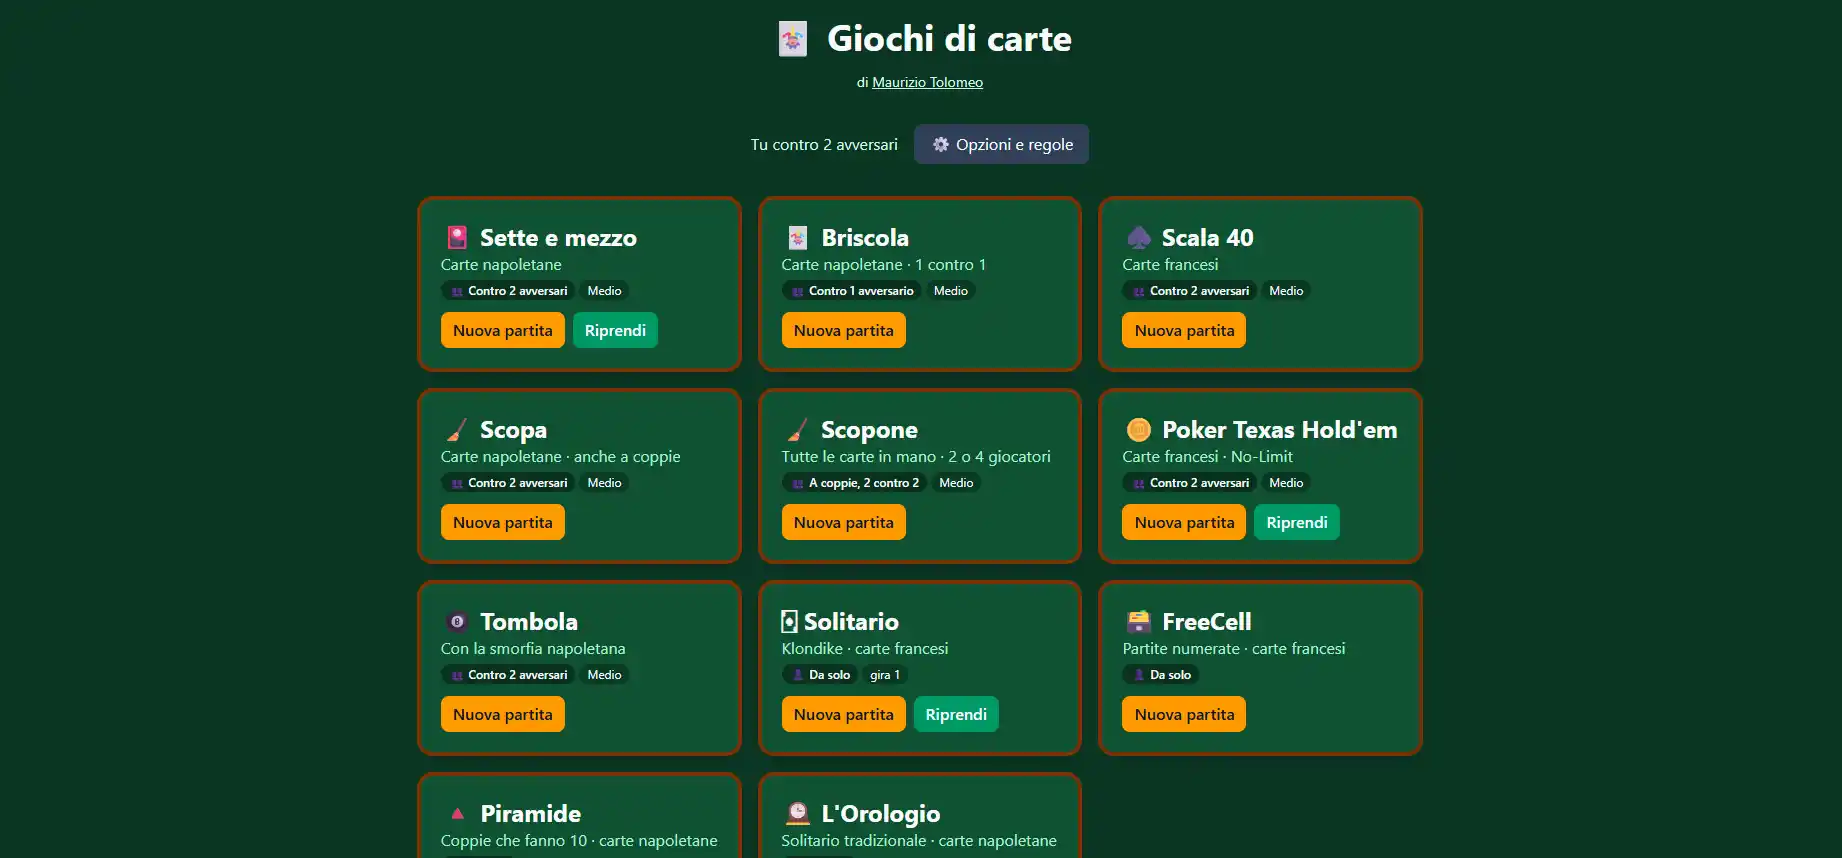 Giochi di carte
di Maurizio Tolomeo
Tu contro 2 avversari
Opzioni e regole
Sette e mezzo
Carte napoletane
Contro 2 avversari Medio
Nuova partita Riprendi
Briscola
Carte napoletane · 1 contro 1
Contro 1 avversario Medio
Nuova partita
Scala 40
Carte francesi
Contro 2 avversari Medio
Nuova partita
Scopa
Carte napoletane · anche a coppie
Contro 2 avversari Medio
Nuova partita
Scopone
Tutte le carte in mano · 2 o 4 giocatori
A coppie, 2 contro 2 Medio
Nuova partita
Poker Texas Hold'em
Carte francesi · No-Limit
Contro 2 avversari Medio
Nuova partita Riprendi
Tombola
Con la smorfia napoletana
Contro 2 avversari Medio
Nuova partita
Solitario
Klondike · carte francesi
Da solo gira 1
Nuova partita Riprendi
FreeCell
Partite numerate · carte francesi
Da solo
Nuova partita
Piramide
Coppie che fanno 10 · carte napoletane
L'Orologio
Solitario tradizionale · carte napoletane